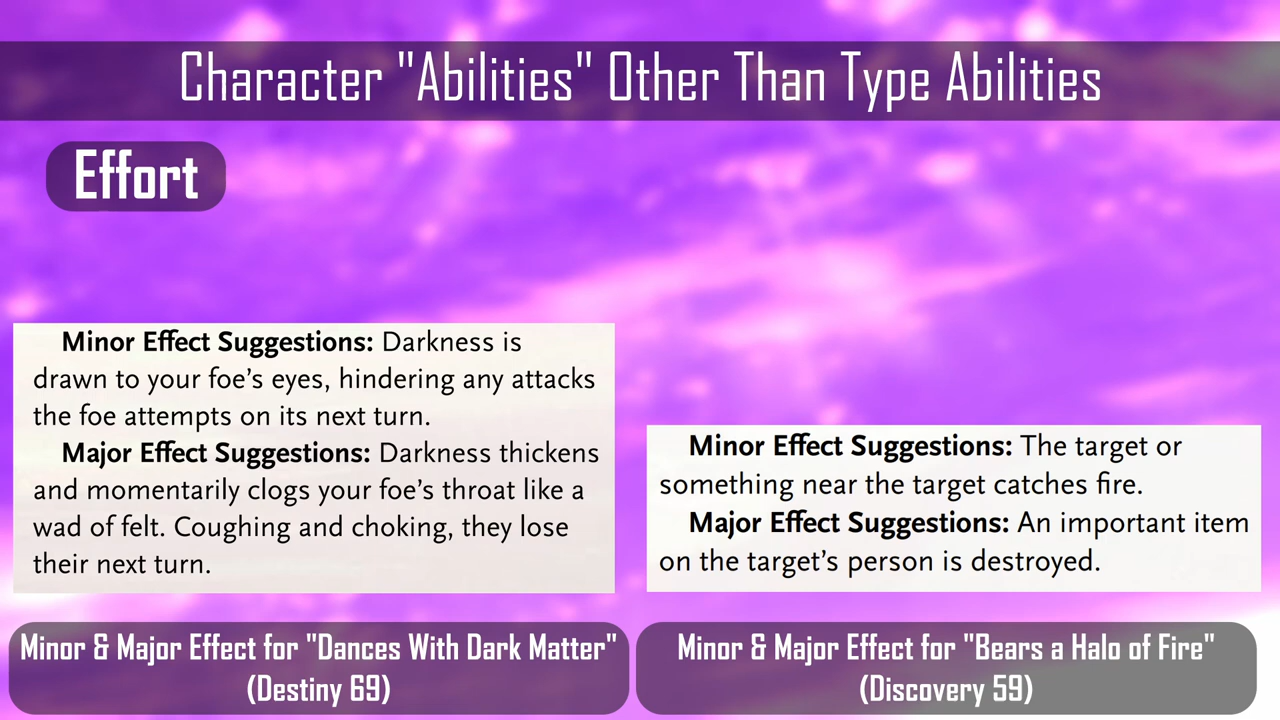 Character "Abilities" Other Than Type Abilities
Effort
Minor Effect Suggestions: Darkness is
drawn to your foe's eyes, hindering any attacks
the foe attempts on its next turn.
Major Effect Suggestions: Darkness thickens
and momentarily clogs your foe's throat like a
wad of felt. Coughing and choking, they lose
their next turn.
Minor & Major Effect for "Dances With Dark Matter"
(Destiny 69)
Minor Effect Suggestions: The target or
something near the target catches fire.
Major Effect Suggestions: An important item
on the target's person is destroyed.
Minor & Major Effect for "Bears a Halo of Fire"
(Discovery 59)